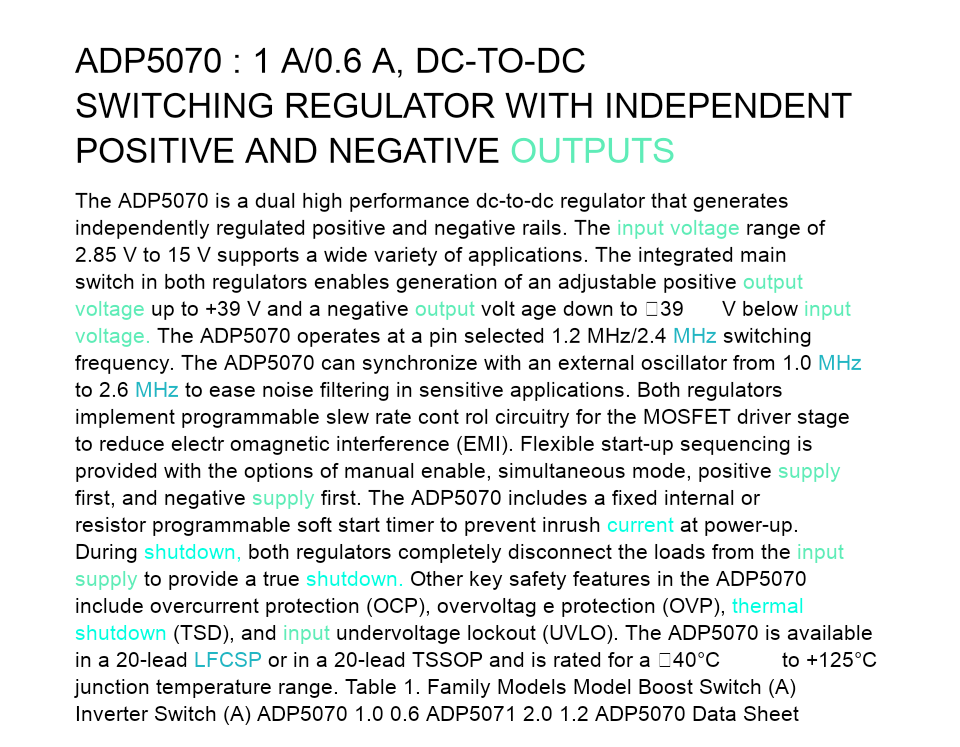 ADP5070 : 1 A/0.6 A, DC-TO-DC
SWITCHING REGULATOR WITH INDEPENDENT
POSITIVE AND NEGATIVE OUTPUTS
The ADP5070 is a dual high performance dc-to-dc regulator that generates
independently regulated positive and negative rails. The input voltage range of
2.85 V to 15 V supports a wide variety of applications. The integrated main
switch in both regulators enables generation of an adjustable positive output
voltage up to +39 V and a negative output volt age down to □39 V below input
voltage. The ADP5070 operates at a pin selected 1.2 MHz/2.4 MHz switching
frequency. The ADP5070 can synchronize with an external oscillator from 1.0 MHz
to 2.6 MHz to ease noise filtering in sensitive applications. Both regulators
implement programmable slew rate cont rol circuitry for the MOSFET driver stage
to reduce electr omagnetic interference (EMI). Flexible start-up sequencing is
provided with the options of manual enable, simultaneous mode, positive supply
first, and negative supply first. The ADP5070 includes a fixed internal or
resistor programmable soft start timer to prevent inrush current at power-up.
During shutdown, both regulators completely disconnect the loads from the input
supply to provide a true shutdown. Other key safety features in the ADP5070
include overcurrent protection (OCP), overvoltag e protection (OVP), thermal
shutdown (TSD), and input undervoltage lockout (UVLO). The ADP5070 is available
in a 20-lead LFCSP or in a 20-lead TSSOP and is rated for a □40°C to +125°C
junction temperature range. Table 1. Family Models Model Boost Switch (A)
Inverter Switch (A) ADP5070 1.0 0.6 ADP5071 2.0 1.2 ADP5070 Data Sheet